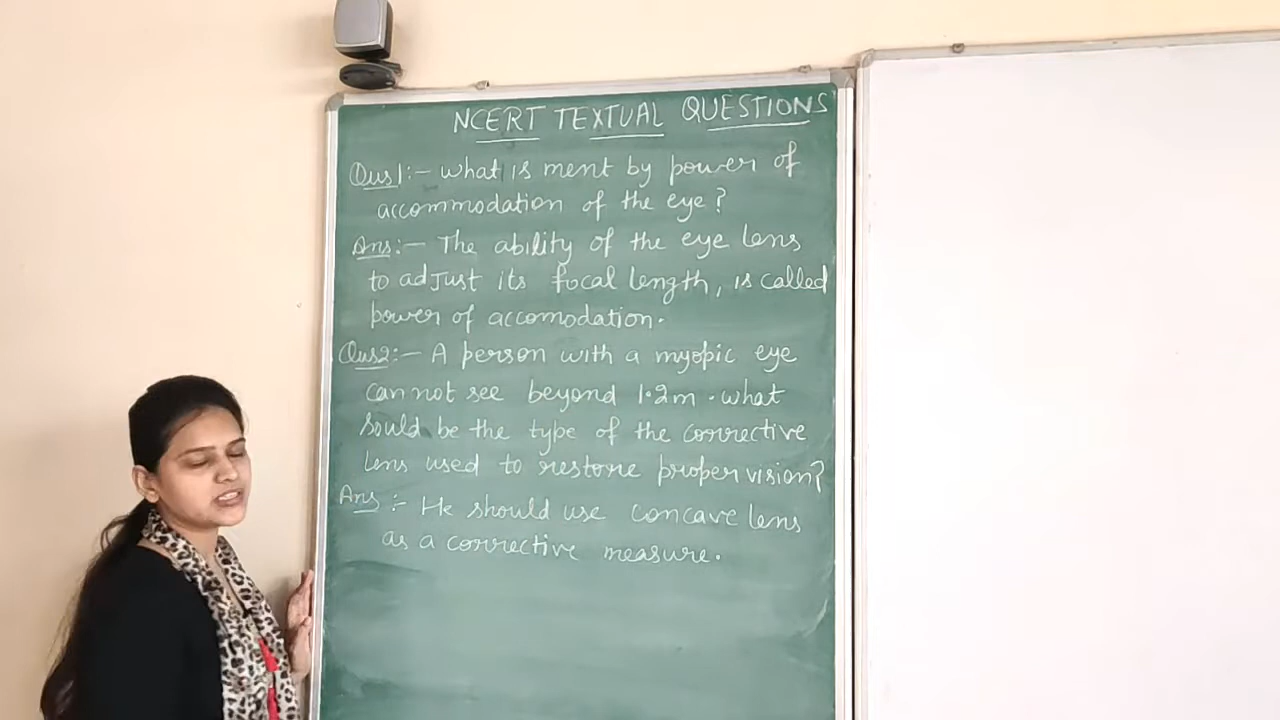 NCERT TEXTUAL QUESTIONS
Qus1:- what is ment by power of
accommodation of the eye?
Ans:- The ability of the eye lens
to adjust its focal length, is called
power of accomodation.
Qus2:- A person with a myopic eye
can not see beyond 1.2m. what
sould be the type of the corrective
lens used to restore proper vision?
Ans:- He should use concave lens
as a corrective measure.